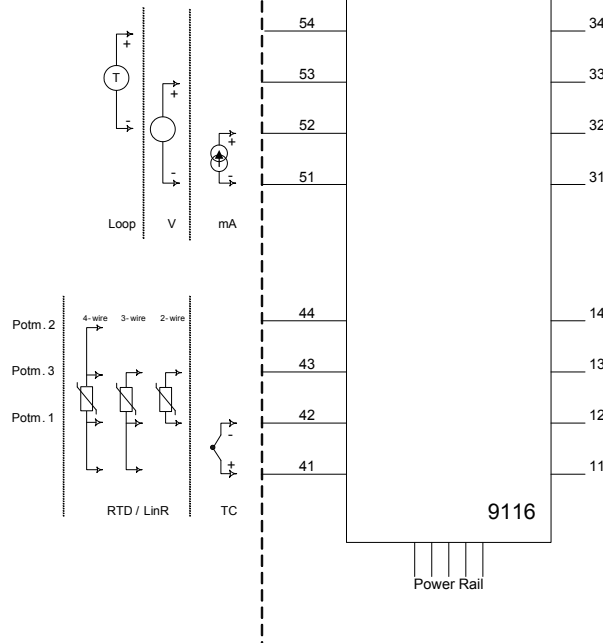 54
34
+
T
53
33
+
-
52
32
+
-
-
51
31
Loop
V
mA
44
14
Potm. 2
4-wire
3-wire
2-wire
43
13
Potm. 3
42
12
Potm. 1
-
+
41
11
RTD / LinR
TC
9116
Power Rail